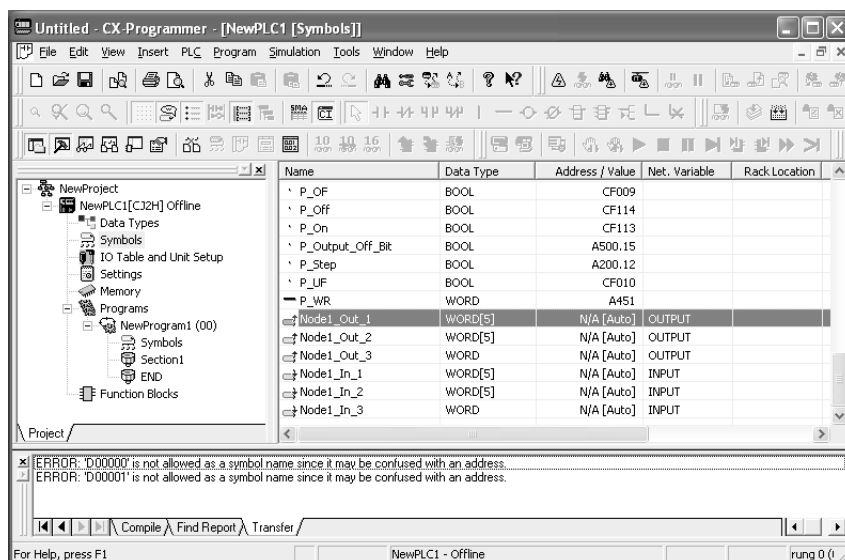 Untitled - CX-Programmer - [NewPLC1 [Symbols]]
File Edit View Insert PLC Program Simulation Tools Window Help
10 10 16
NewProject
NewPLC1[CJ2H] Offline
Data Types
Symbols
IO Table and Unit Setup
Settings
Memory
Programs
NewProgram1 (00)
Symbols
Section1
END
Function Blocks
Project
Name Data Type Address / Value Net. Variable Rack Location
P_OF BOOL CF009
P_Off BOOL CF114
P_On BOOL CF113
P_Output_Off_Bit BOOL A500.15
P_Step BOOL A200.12
P_UF BOOL CF010
P_WR WORD A451
Node1_Out_1 WORD[5] N/A [Auto] OUTPUT
Node1_Out_2 WORD[5] N/A [Auto] OUTPUT
Node1_Out_3 WORD N/A [Auto] OUTPUT
Node1_In_1 WORD[5] N/A [Auto] INPUT
Node1_In_2 WORD[5] N/A [Auto] INPUT
Node1_In_3 WORD N/A [Auto] INPUT
ERROR: 'D00000' is not allowed as a symbol name since it may be confused with an address.
ERROR: 'D00001' is not allowed as a symbol name since it may be confused with an address.
Compile Find Report Transfer
For Help, press F1 NewPLC1 - Offline rung 0 (